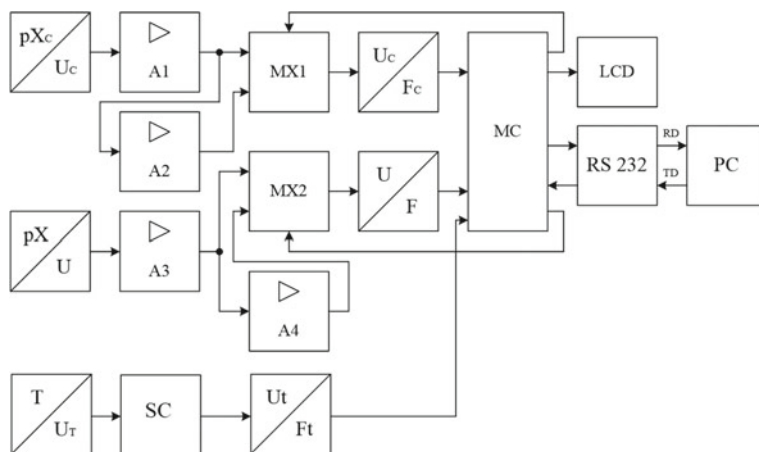 pXC
UC
A1
MX1
UC
FC
MC
LCD
A2
RS 232
RD
TD
PC
MX2
U
F
pX
U
A3
A4
T
UT
SC
Ut
Ft